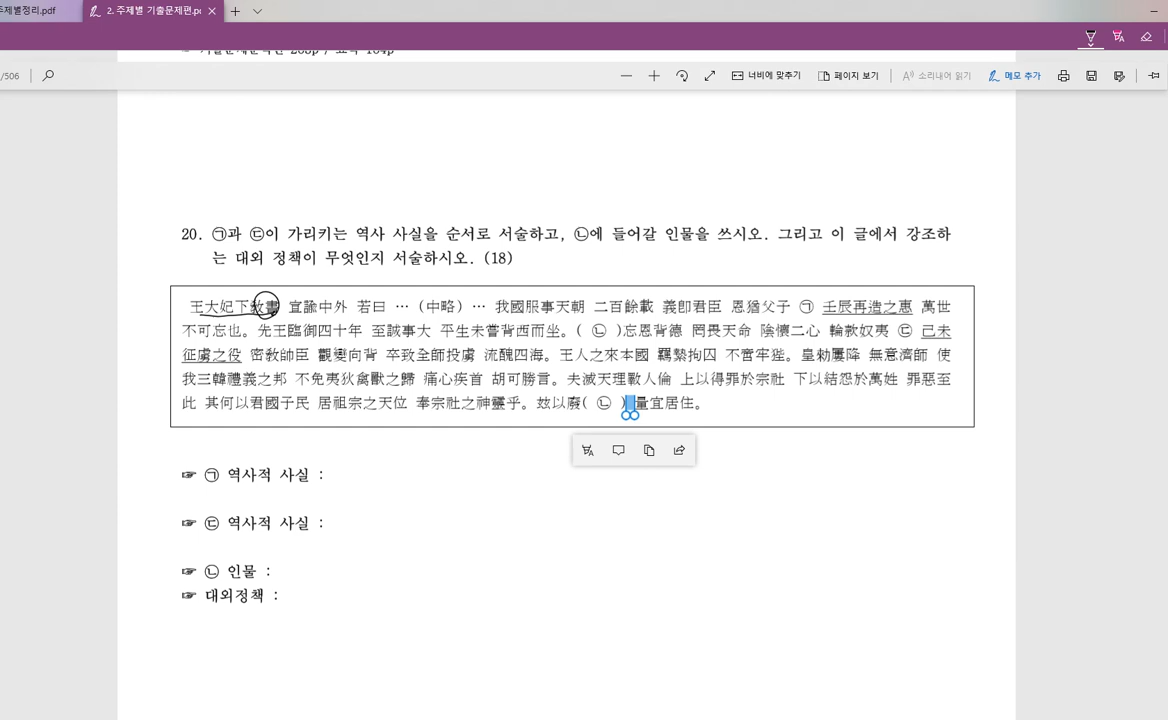 주제별정리.pdf
2. 주제별 기출문제편.pc
/506
너비에 맞추기
페이지 보기
소리내어 읽기
메모 추가
20. ㉠과 ㉢이 가리키는 역사 사실을 순서로 서술하고, ㉡에 들어갈 인물을 쓰시오. 그리고 이 글에서 강조하
는 대외 정책이 무엇인지 서술하시오. (18)
王大妃下敎書 宣諭中外 若曰 … (中略) … 我國服事天朝 二百餘載 義卽君臣 恩猶父子 ㉠ 壬辰再造之惠 萬世
不可忘也。先王臨御四十年 至誠事大 平生未嘗背西而坐。( ㉡ )忘恩背德 罔畏天命 陰懷二心 輸款奴夷 ㉢ 己未
征虜之役 密敎帥臣 觀變向背 卒致全師投虜 流醜四海。王人之來本國 羈縶拘囚 不啻牢狴。皇勅屢降 無意濟師 使
我三韓禮義之邦 不免夷狄禽獸之歸 痛心疾首 胡可勝言。夫滅天理斁人倫 上以得罪於宗社 下以結怨於萬姓 罪惡至
此 其何以君國子民 居祖宗之天位 奉宗社之神靈乎。玆以廢( ㉡ ) 量宜居住。
☞ ㉠ 역사적 사실 :
☞ ㉢ 역사적 사실 :
☞ ㉡ 인물 :
☞ 대외정책 :